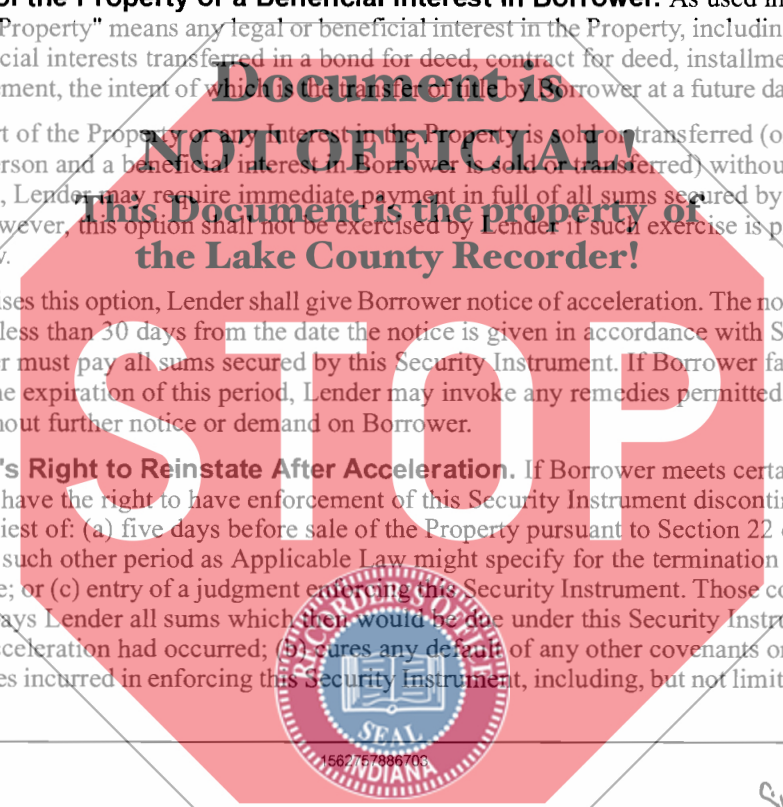 of the Property or a Beneficial Interest in Borrower. As used in
Property" means any legal or beneficial interest in the Property, includin
cial interests transferred in a bond for deed, contract for deed, installme
ement, the intent of which is the transfer of title by Borrower at a future da
Document is
rt of the Property or any Interest in the Property is sold or transferred (o
NOT OFFICIAL!
erson and a beneficial interest in Borrower is sold or transferred) withou
, Lender may require immediate payment in full of all sums secured by
This Document is the property of
wever, this option shall not be exercised by Lender if such exercise is p
the Lake County Recorder!
ises this option, Lender shall give Borrower notice of acceleration. The no
less than 30 days from the date the notice is given in accordance with S
r must pay all sums secured by this Security Instrument. If Borrower fa
ne expiration of this period, Lender may invoke any remedies permitted
hout further notice or demand on Borrower.
STOP
's Right to Reinstate After Acceleration. If Borrower meets certa
have the right to have enforcement of this Security Instrument discontin
iest of: (a) five days before sale of the Property pursuant to Section 22
such other period as Applicable Law might specify for the termination
e; or (c) entry of a judgment enforcing this Security Instrument. Those co
ays Lender all sums which then would be due under this Security Instru
cceleration had occurred; (b) cures any default of any other covenants or
es incurred in enforcing this Security Instrument, including, but not limit
RECORDER'S OFFICE
SEAL
INDIANA
1562757886703